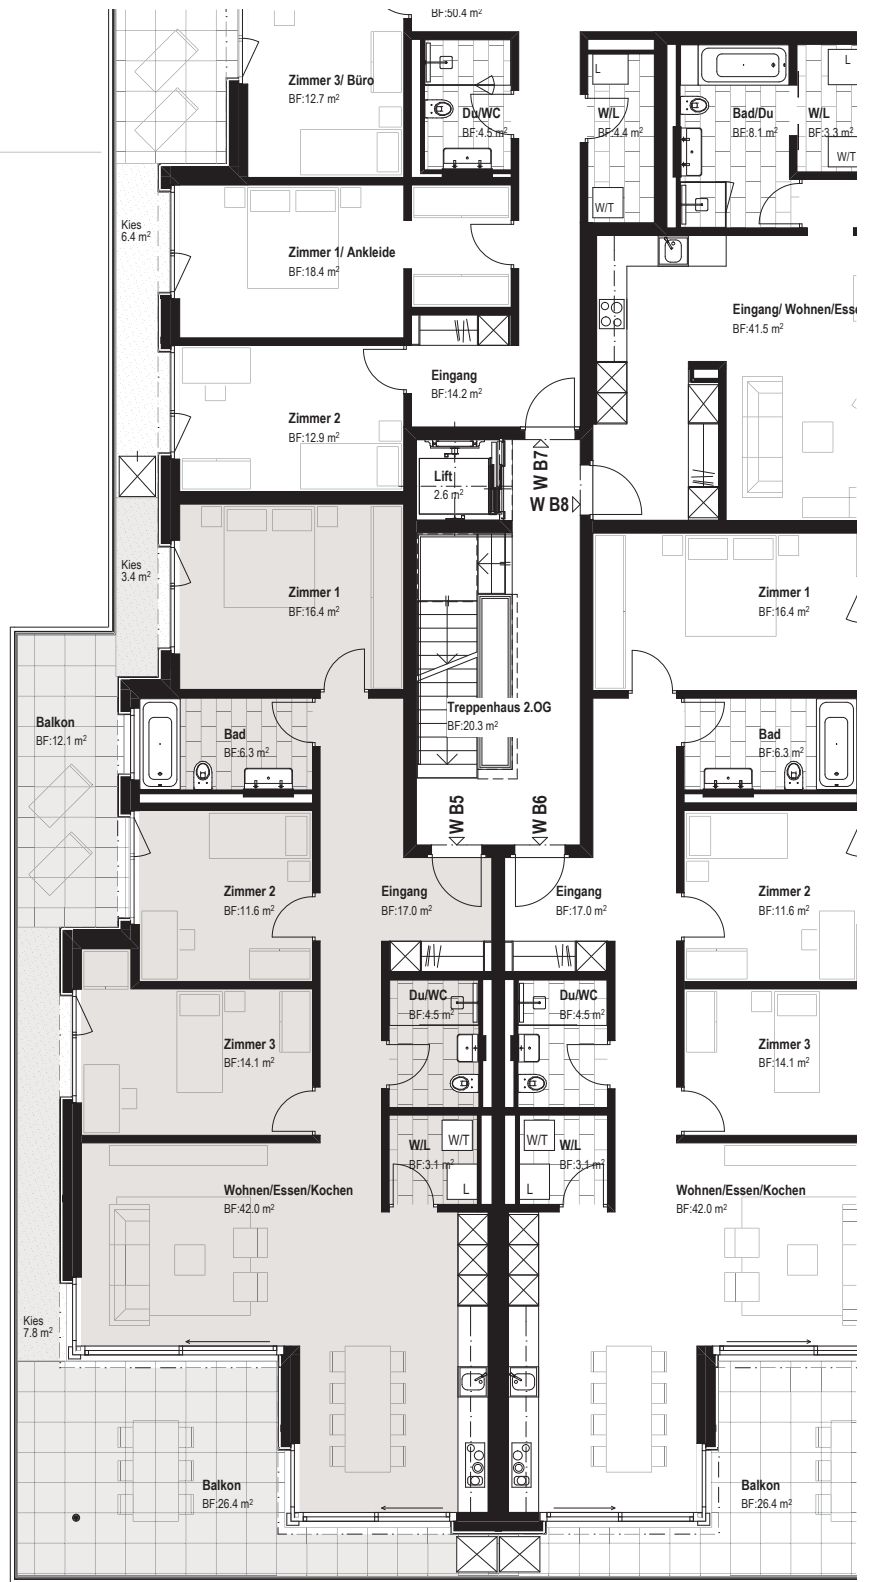 BF:50.4 m²
Zimmer 3/ Büro
BF:12.7 m²
Du/WC
BF:4.5 m²
L
W/L
BF:4.4 m²
W/T
Bad/Du
BF:8.1 m²
L
W/L
BF:3.3 m²
W/T
Kies
6.4 m²
Zimmer 1/ Ankleide
BF:18.4 m²
Eingang/ Wohnen/Esse
BF:41.5 m²
Eingang
BF:14.2 m²
Zimmer 2
BF:12.9 m²
Lift
2.6 m²
W B7
W B8
Kies
3.4 m²
Zimmer 1
BF:16.4 m²
Zimmer 1
BF:16.4 m²
Balkon
BF:12.1 m²
Bad
BF:6.3 m²
Treppenhaus 2.OG
BF:20.3 m²
Bad
BF:6.3 m²
W B5
W B6
Zimmer 2
BF:11.6 m²
Eingang
BF:17.0 m²
Eingang
BF:17.0 m²
Zimmer 2
BF:11.6 m²
Du/WC
BF:4.5 m²
Du/WC
BF:4.5 m²
Zimmer 3
BF:14.1 m²
Zimmer 3
BF:14.1 m²
W/L
BF:3.1 m²
W/T
L
W/T
L
W/L
BF:3.1 m²
Wohnen/Essen/Kochen
BF:42.0 m²
Wohnen/Essen/Kochen
BF:42.0 m²
Kies
7.8 m²
Balkon
BF:26.4 m²
Balkon
BF:26.4 m²